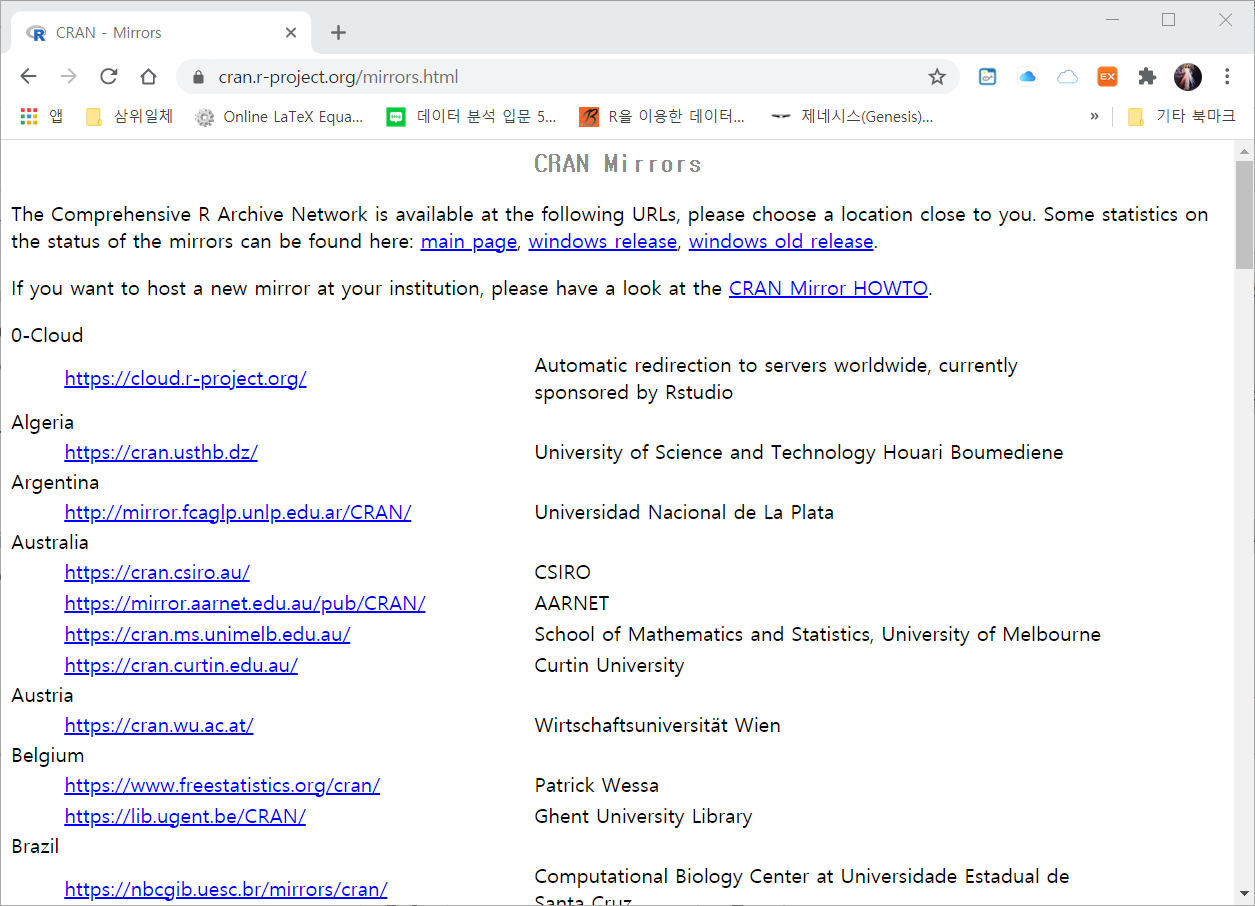 CRAN - Mirrors
cran.r-project.org/mirrors.html
EX
앱 삼위일체 Online LaTeX Equa... 데이터 분석 입문 5... R을 이용한 데이터... 제네시스(Genesis)... » 기타 북마크
CRAN Mirrors
The Comprehensive R Archive Network is available at the following URLs, please choose a location close to you. Some statistics on
the status of the mirrors can be found here: main page, windows release, windows old release.
If you want to host a new mirror at your institution, please have a look at the CRAN Mirror HOWTO.
0-Cloud
https://cloud.r-project.org/ Automatic redirection to servers worldwide, currently
sponsored by Rstudio
Algeria
https://cran.usthb.dz/ University of Science and Technology Houari Boumediene
Argentina
http://mirror.fcaglp.unlp.edu.ar/CRAN/ Universidad Nacional de La Plata
Australia
https://cran.csiro.au/ CSIRO
https://mirror.aarnet.edu.au/pub/CRAN/ AARNET
https://cran.ms.unimelb.edu.au/ School of Mathematics and Statistics, University of Melbourne
https://cran.curtin.edu.au/ Curtin University
Austria
https://cran.wu.ac.at/ Wirtschaftsuniversität Wien
Belgium
https://www.freestatistics.org/cran/ Patrick Wessa
https://lib.ugent.be/CRAN/ Ghent University Library
Brazil
https://nbcgib.uesc.br/mirrors/cran/ Computational Biology Center at Universidade Estadual de
Santa Cruz